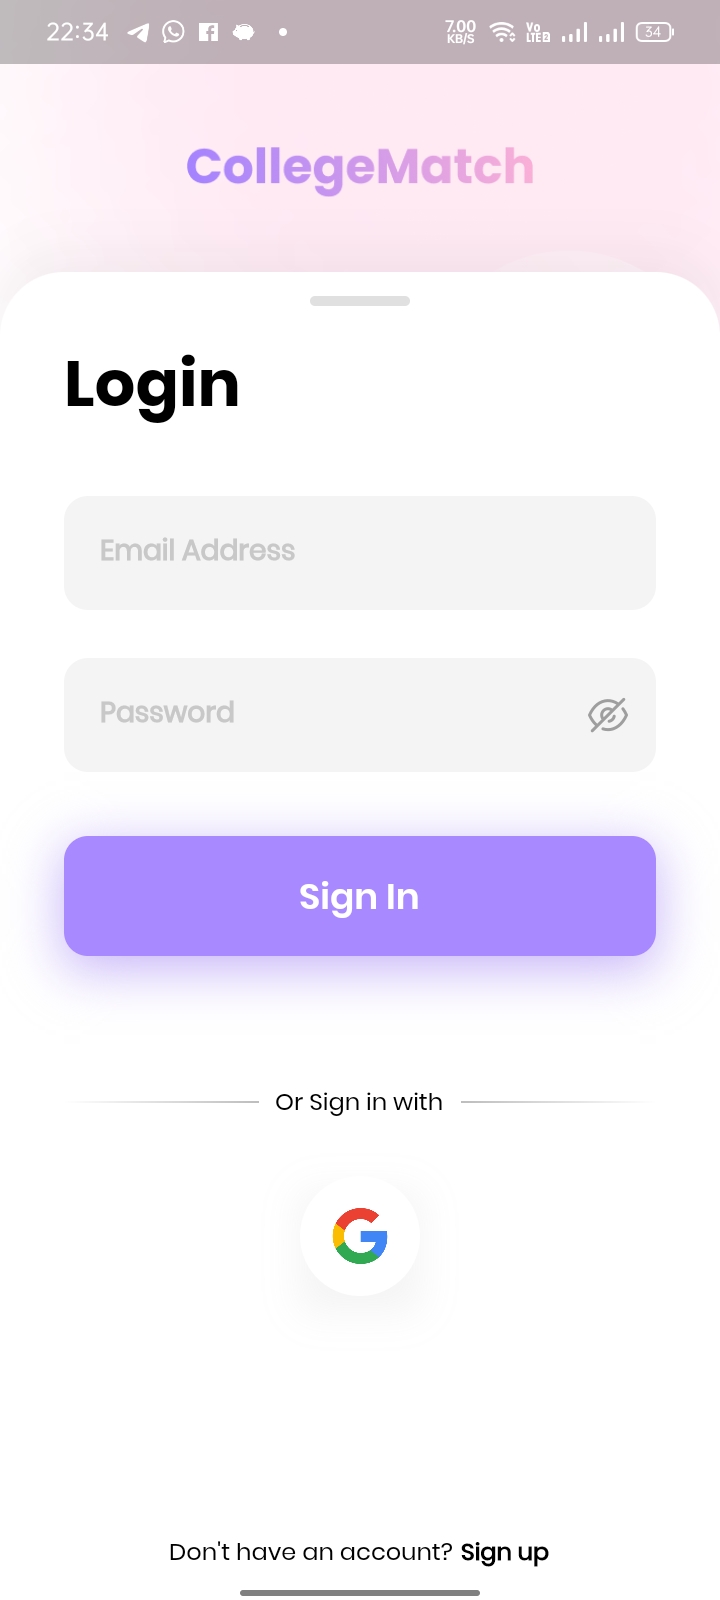 22:34
7.00 KB/S
Vo LTE2
34
CollegeMatch
Login
Email Address
Password
Sign In
Or Sign in with
Don't have an account? Sign up